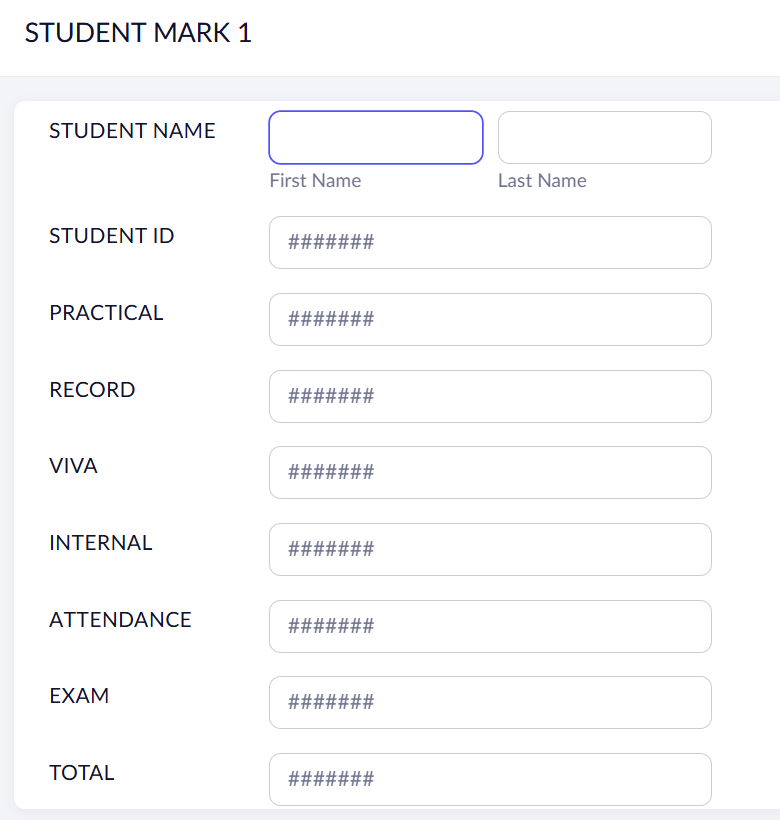 STUDENT MARK 1
STUDENT NAME
First Name Last Name
STUDENT ID #######
PRACTICAL #######
RECORD #######
VIVA #######
INTERNAL #######
ATTENDANCE #######
EXAM #######
TOTAL #######